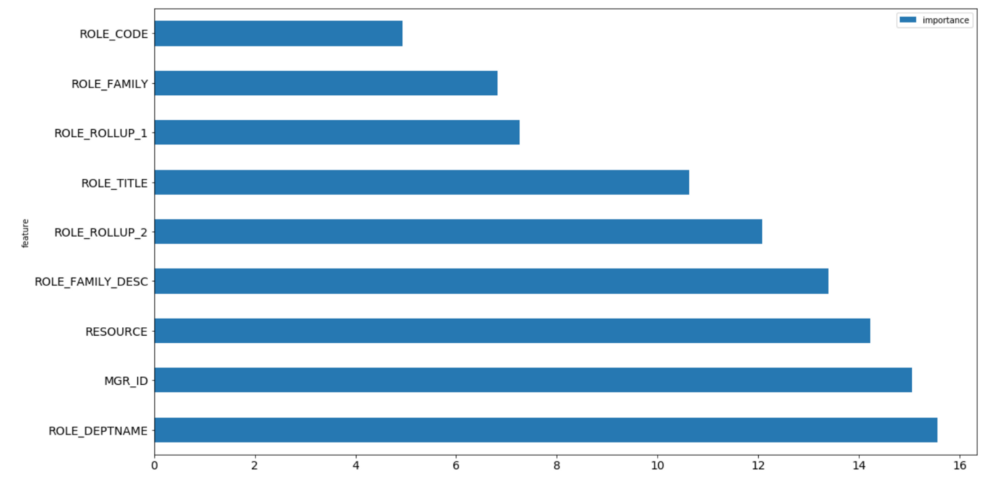 importance
ROLE_CODE
ROLE_FAMILY
ROLE_ROLLUP_1
ROLE_TITLE
ROLE_ROLLUP_2
ROLE_FAMILY_DESC
RESOURCE
MGR_ID
ROLE_DEPTNAME
feature
0 2 4 6 8 10 12 14 16